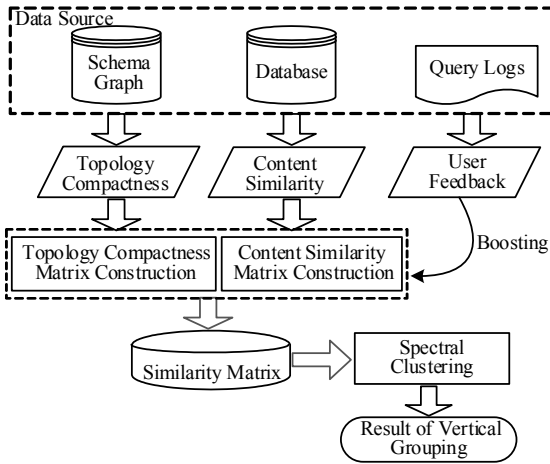 Data Source
Schema
Graph
Database
Query Logs
Topology
Compactness
Content
Similarity
User
Feedback
Topology Compactness
Matrix Construction
Content Similarity
Matrix Construction
Boosting
Similarity Matrix
Spectral
Clustering
Result of Vertical
Grouping